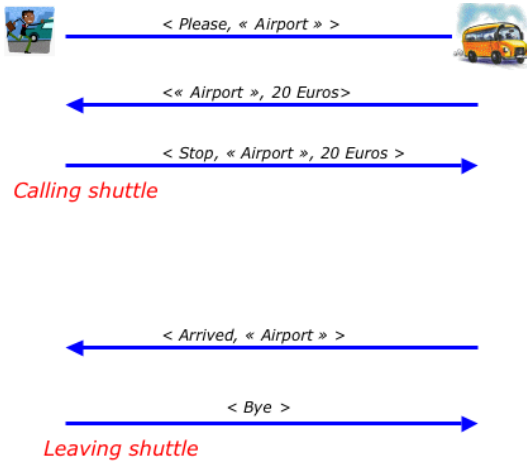 < Please, « Airport » >
<« Airport », 20 Euros>
< Stop, « Airport », 20 Euros >
Calling shuttle
< Arrived, « Airport » >
< Bye >
Leaving shuttle